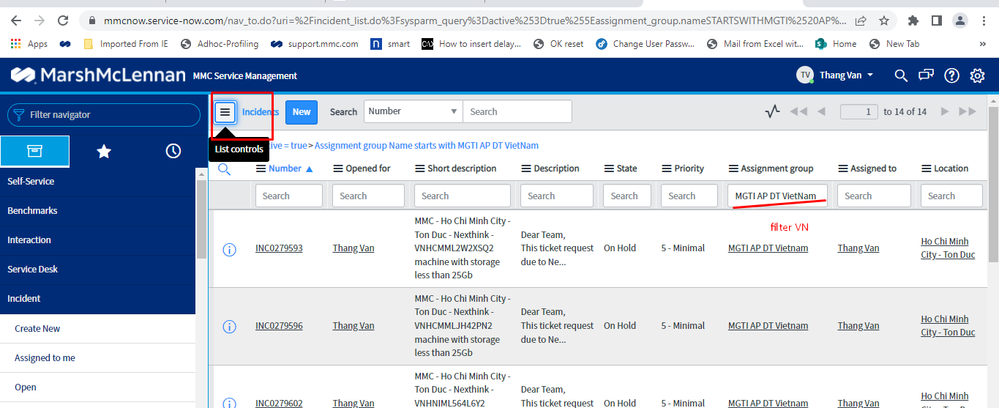 mmcnow.service-now.com/nav_to.do?uri=%2Fincident_list.do%3Fsysparm_query%3Dactive%253Dtrue%255Eassignment_group.nameSTARTSWITHMGTI%2520AP%...
Apps Imported From IE Adhoc-Profiling support.mmc.com n smart C:\X How to insert delay... OK reset Change User Passw... Mail from Excel wit... S Home New Tab »
MarshMcLennan MMC Service Management TV Thang Van
Filter navigator
Self-Service
Benchmarks
Interaction
Service Desk
Incident
Create New
Assigned to me
Open
Incidents New Search Number Search 1 to 14 of 14
List controls
tive = true > Assignment group Name starts with MGTI AP DT VietNam
Number Opened for Short description Description State Priority Assignment group Assigned to Location
Search Search Search Search Search Search MGTI AP DT VietNam Search Search
filter VN
INC0279593
Thang Van
MMC - Ho Chi Minh City -
Ton Duc - Nexthink -
VNHCMML2W2XSQ2
machine with storage
less than 25Gb
Dear Team,
This ticket request
due to Ne...
On Hold
5 - Minimal
MGTI AP DT Vietnam
Thang Van
Ho Chi Minh
City - Ton Duc
INC0279596
Thang Van
MMC - Ho Chi Minh City -
Ton Duc - Nexthink -
VNHCMMLJH42PN2
machine with storage
less than 25Gb
Dear Team,
This ticket request
due to Ne...
On Hold
5 - Minimal
MGTI AP DT Vietnam
Thang Van
Ho Chi Minh
City - Ton Duc
INC0279602
Thang Van
MMC - Ho Chi Minh City -
Ton Duc - Nexthink -
VNHNIML564L6Y2
Dear Team,
This ticket request
On Hold
5 - Minimal
MGTI AP DT Vietnam
Thang Van
Ho Chi Minh
City - Ton Duc